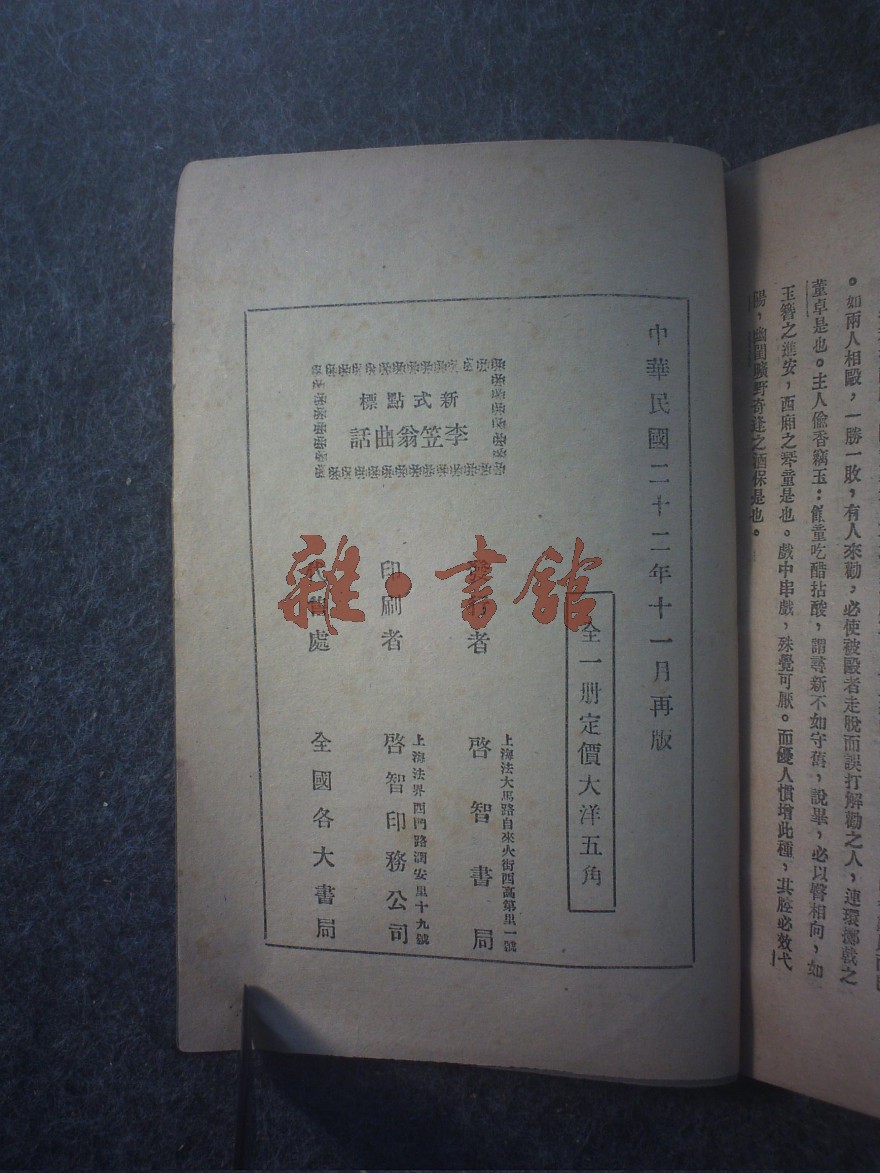 。如兩人相毆，一勝一敗，有人來勸，必使被毆者走脫而誤打解勸之人，連環擲戟之
董卓是也。主人偷香竊玉：館童吃醋拈酸，謂尋新不如守舊，說畢，必以臀相向，如
玉簪之進安，西廂之琴童是也。戲中串戲，殊覺可厭。而優人慣增此種，其腔必效弋
陽，幽閨曠野奇逢之酒保是也。
中華民國二十二年十一月再版
全一册定價大洋五角
新式點標
李笠翁曲話
者
上海法大馬路自來火街西高第里一號
啓智書局
印刷者
上海法界西門路潤安里十九號
啓智印務公司
售處
全國各大書局
雜·書館